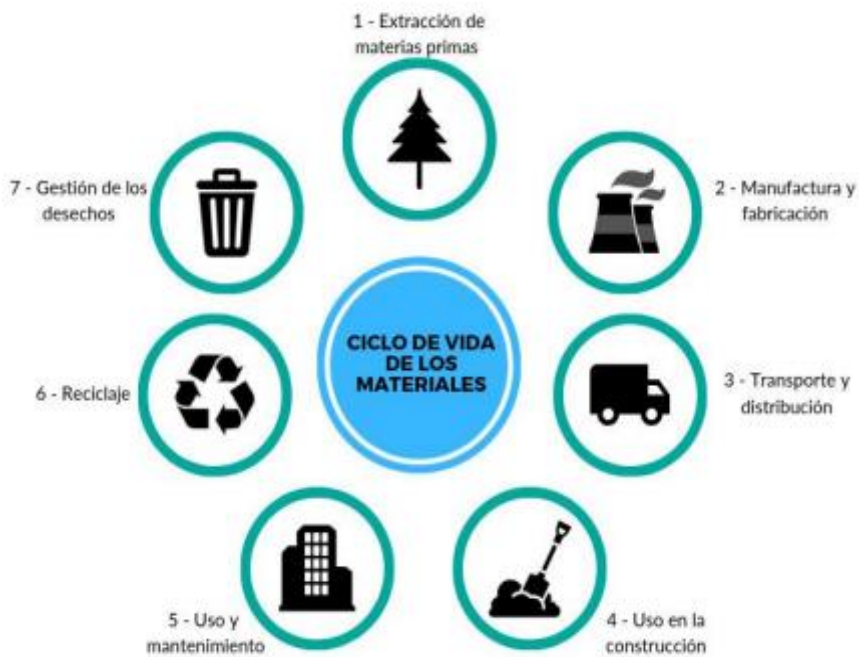 1 - Extracción de
materias primas
2 - Manufactura y
fabricación
3 - Transporte y
distribución
4 - Uso en la
construcción
5 - Uso y
mantenimiento
6 - Reciclaje
7 - Gestión de los
desechos
CICLO DE VIDA
DE LOS
MATERIALES